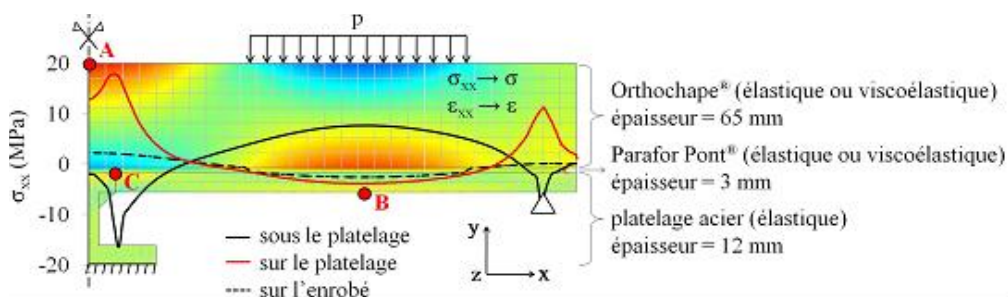 p
A
20
10
0
-10
-20
σxx (MPa)
σxx → σ
εxx → ε
C
B
y
z x
sous le platelage
sur le platelage
sur l'enrobé
Orthochape® (élastique ou viscoélastique)
épaisseur = 65 mm
Parafor Pont® (élastique ou viscoélastique)
épaisseur = 3 mm
platelage acier (élastique)
épaisseur = 12 mm